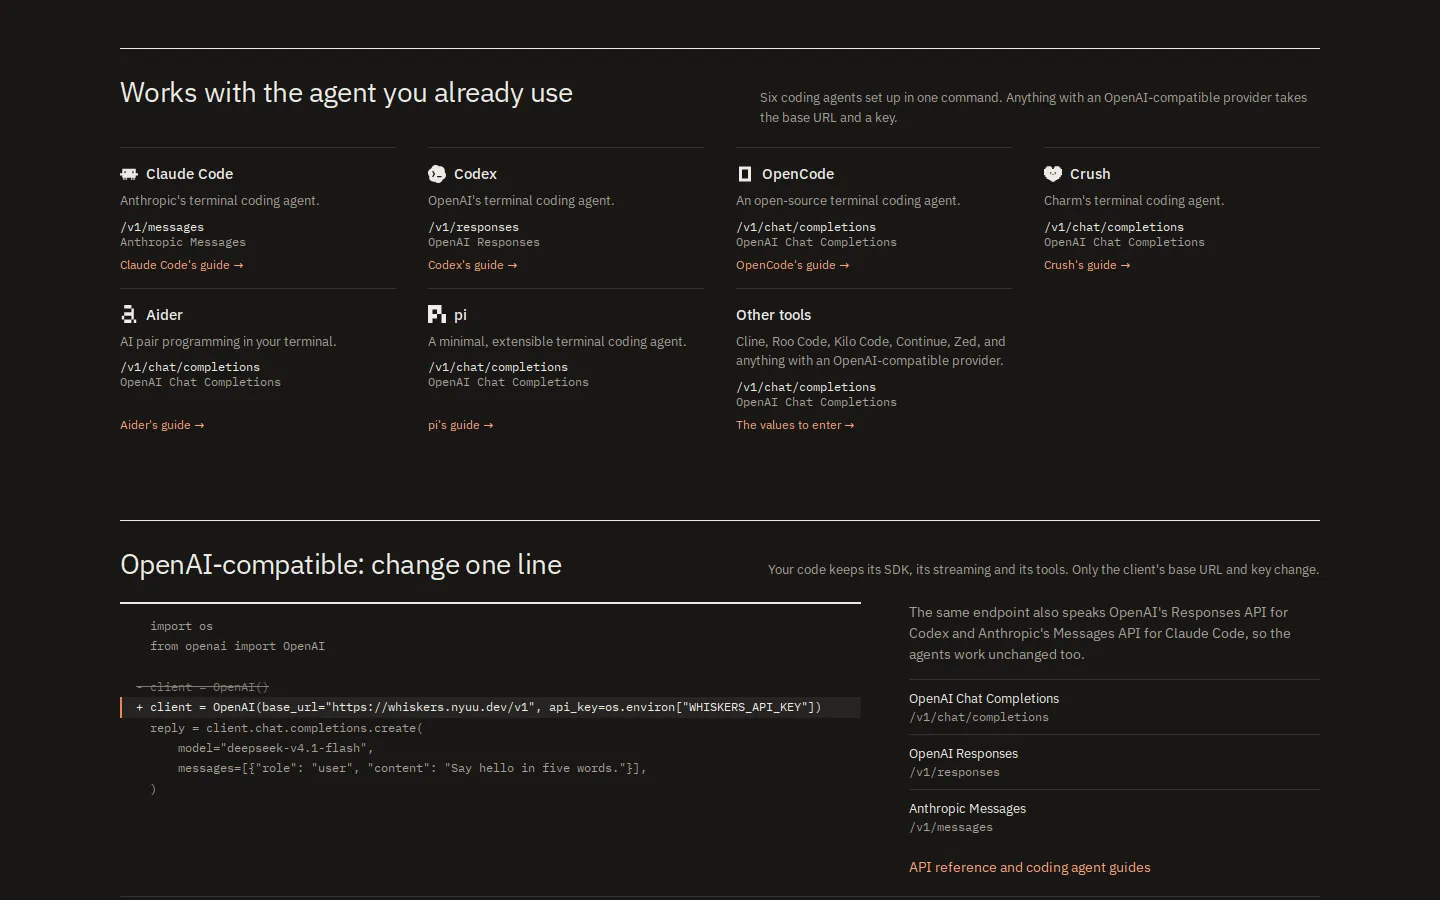 Works with the agent you already use
Six coding agents set up in one command. Anything with an OpenAI-compatible provider takes
the base URL and a key.
Claude Code
Anthropic's terminal coding agent.
/v1/messages
Anthropic Messages
Claude Code's guide →
Codex
OpenAI's terminal coding agent.
/v1/responses
OpenAI Responses
Codex's guide →
OpenCode
An open-source terminal coding agent.
/v1/chat/completions
OpenAI Chat Completions
OpenCode's guide →
Crush
Charm's terminal coding agent.
/v1/chat/completions
OpenAI Chat Completions
Crush's guide →
Aider
AI pair programming in your terminal.
/v1/chat/completions
OpenAI Chat Completions
Aider's guide →
pi
A minimal, extensible terminal coding agent.
/v1/chat/completions
OpenAI Chat Completions
pi's guide →
Other tools
Cline, Roo Code, Kilo Code, Continue, Zed, and
anything with an OpenAI-compatible provider.
/v1/chat/completions
OpenAI Chat Completions
The values to enter →
OpenAI-compatible: change one line
Your code keeps its SDK, its streaming and its tools. Only the client's base URL and key change.
import os
from openai import OpenAI
- client = OpenAI()
+ client = OpenAI(base_url="https://whiskers.nyuu.dev/v1", api_key=os.environ["WHISKERS_API_KEY"])
reply = client.chat.completions.create(
model="deepseek-v4.1-flash",
messages=[{"role": "user", "content": "Say hello in five words."}],
)
The same endpoint also speaks OpenAI's Responses API for
Codex and Anthropic's Messages API for Claude Code, so the
agents work unchanged too.
OpenAI Chat Completions
/v1/chat/completions
OpenAI Responses
/v1/responses
Anthropic Messages
/v1/messages
API reference and coding agent guides